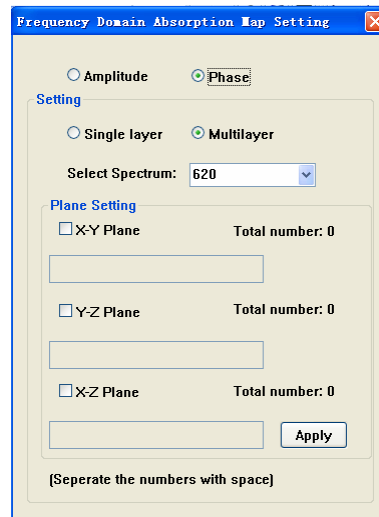 Frequency Domain Absorption Map Setting
Amplitude Phase
Setting
Single layer Multilayer
Select Spectrum: 620
Plane Setting
X-Y Plane Total number: 0
Y-Z Plane Total number: 0
X-Z Plane Total number: 0
Apply
(Seperate the numbers with space)